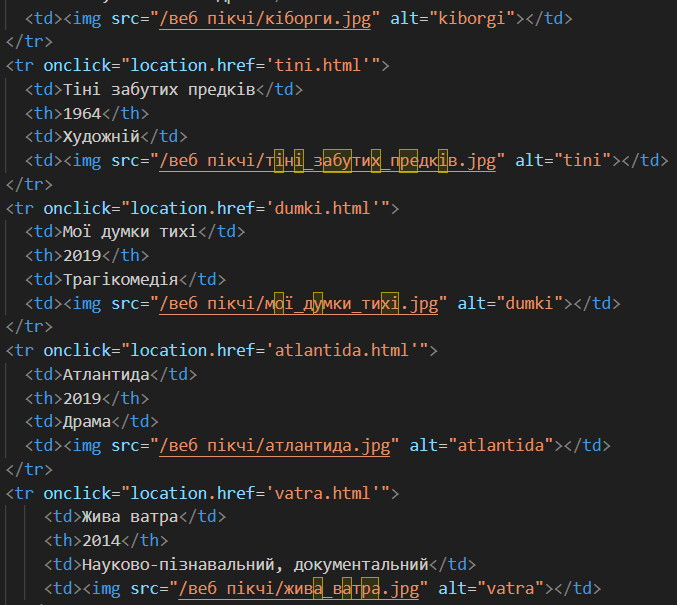 <td><img src="/веб пікчі/кіборги.jpg" alt="kiborgi"></td>
</tr>
<tr onclick="location.href='tini.html'">
<td>Тіні забутих предків</td>
<th>1964</th>
<td>Художній</td>
<td><img src="/веб пікчі/тіні_забутих_предків.jpg" alt="tini"></td>
</tr>
<tr onclick="location.href='dumki.html'">
<td>Мої думки тихі</td>
<th>2019</th>
<td>Трагікомедія</td>
<td><img src="/веб пікчі/мої_думки_тихі.jpg" alt="dumki"></td>
</tr>
<tr onclick="location.href='atlantida.html'">
<td>Атлантида</td>
<th>2019</th>
<td>Драма</td>
<td><img src="/веб пікчі/атлантида.jpg" alt="atlantida"></td>
</tr>
<tr onclick="location.href='vatra.html'">
<td>Жива ватра</td>
<th>2014</th>
<td>Науково-пізнавальний, документальний</td>
<td><img src="/веб пікчі/жива_ватра.jpg" alt="vatra"></td>